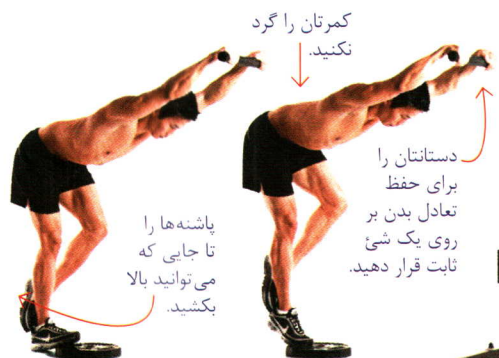 کمرتان را گرد
نکنید.
دستانتان را
برای حفظ
تعادل بدن بر
روی یک شئ
ثابت قرار دهید.
پاشنه‌ها را
تا جایی که
می‌توانید بالا
بکشید.